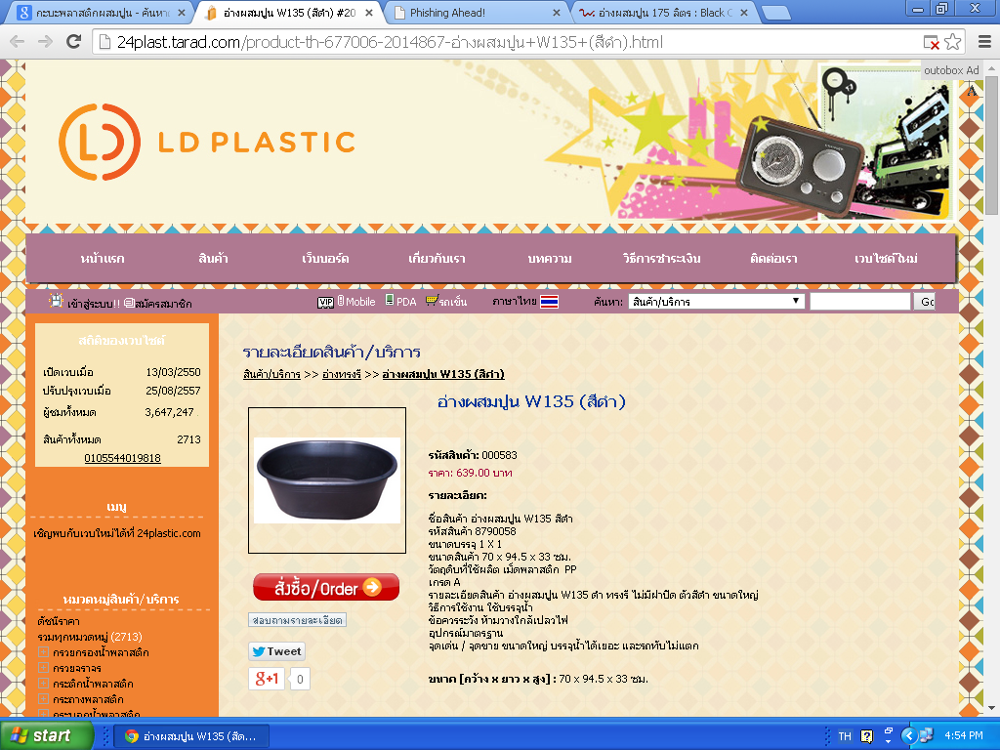 กะบะพลาสติกผสมปูน - ค้นหา
อ่างผสมปูน W135 (สีดำ) #20
Phishing Ahead!
อ่างผสมปูน 175 ลิตร : Black C
24plast.tarad.com/product-th-677006-2014867-อ่างผสมปูน+W135+(สีดำ).html
outobox Ad
LD PLASTIC
หน้าแรก
สินค้า
เว็บบอร์ด
เกี่ยวกับเรา
บทความ
วิธีการชำระเงิน
ติดต่อเรา
เวบไซต์ใหม่
เข้าสู่ระบบ!! สมัครสมาชิก
VIP Mobile PDA รถเข็น
ภาษาไทย
ค้นหา: สินค้า/บริการ
Go
สถิติของเวบไซต์
เปิดเวบเมื่อ 13/03/2550
ปรับปรุงเวบเมื่อ 25/08/2557
ผู้ชมทั้งหมด 3,647,247
สินค้าทั้งหมด 2713
0105544019818
เมนู
เชิญพบกับเวบใหม่ได้ที่ 24plastic.com
หมวดหมู่สินค้า/บริการ
ดัชนีราคา
รวมทุกหมวดหมู่ (2713)
กรวยกรองน้ำพลาสติก
กรวยจราจร
กระติกน้ำพลาสติก
กระถางพลาสติก
กระบอกน้ำพลาสติก
รายละเอียดสินค้า/บริการ
สินค้า/บริการ >> อ่างทรงรี >> อ่างผสมปูน W135 (สีดำ)
อ่างผสมปูน W135 (สีดำ)
รหัสสินค้า: 000583
ราคา: 639.00 บาท
รายละเอียด:
ชื่อสินค้า อ่างผสมปูน W135 สีดำ
รหัสสินค้า 8790058
ขนาดบรรจุ 1 X 1
ขนาดสินค้า 70 x 94.5 x 33 ซม.
วัตถุดิบที่ใช้ผลิต เม็ดพลาสติก PP
เกรด A
รายละเอียดสินค้า อ่างผสมปูน W135 ดำ ทรงรี ไม่มีฝาปิด ตัวสีดำ ขนาดใหญ่
วิธีการใช้งาน ใช้บรรจุน้ำ
ข้อควรระวัง ห้ามวางใกล้เปลวไฟ
อุปกรณ์มาตรฐาน
จุดเด่น / จุดขาย ขนาดใหญ่ บรรจุน้ำได้เยอะ และรถทับไม่แตก
ขนาด [กว้าง x ยาว x สูง] : 70 x 94.5 x 33 ซม.
สั่งซื้อ/Order
สอบถามรายละเอียด
Tweet
g+1 0
start
อ่างผสมปูน W135 (สีด...
TH
4:54 PM